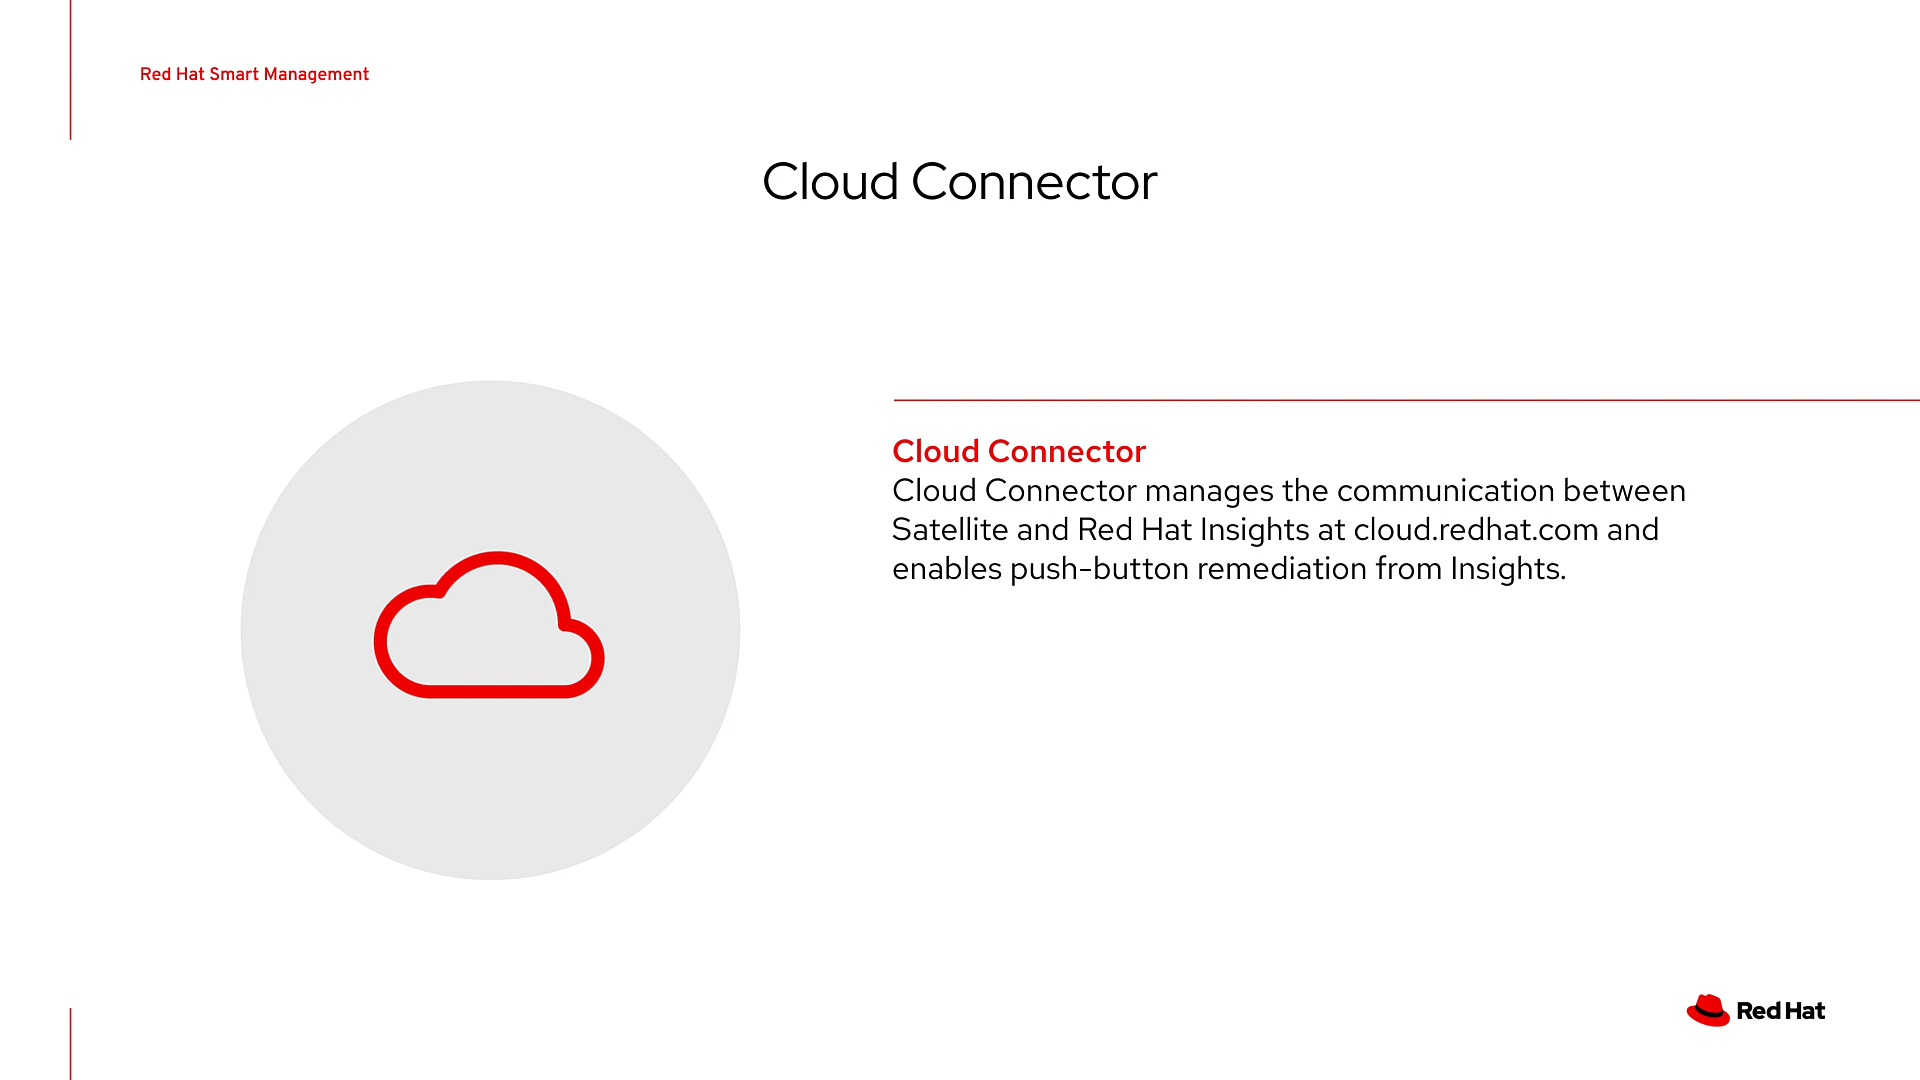 Red Hat Smart Management
Cloud Connector
Cloud Connector
Cloud Connector manages the communication between
Satellite and Red Hat Insights at cloud.redhat.com and
enables push-button remediation from Insights.
Red Hat